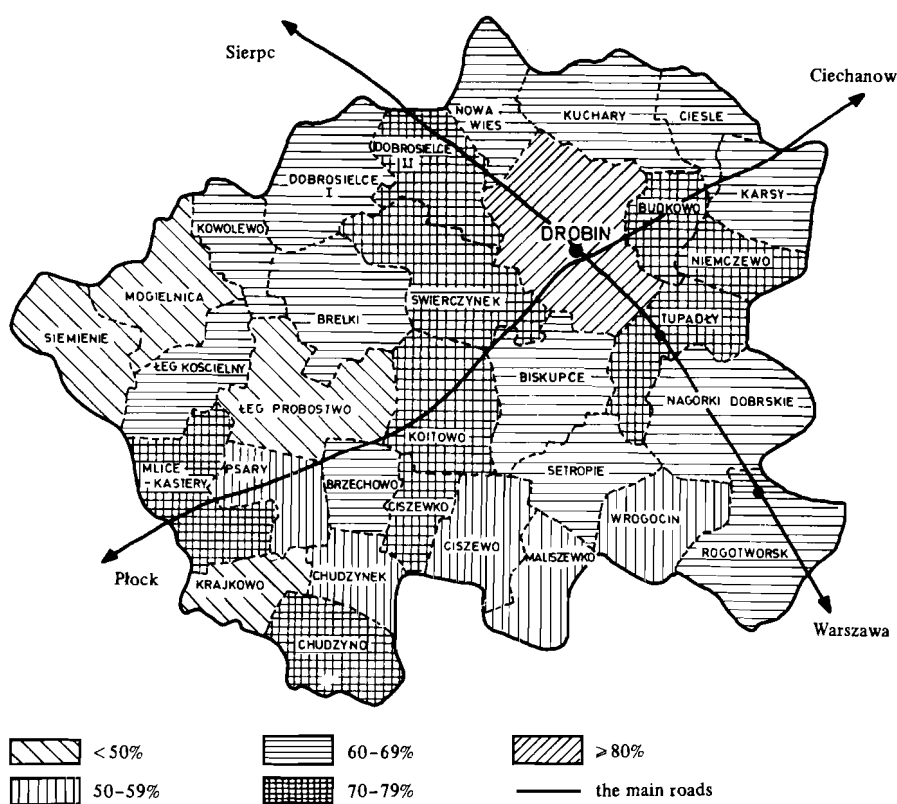 Sierpc
Ciechanow
NOWA
WIES
KUCHARY
CIESLE
DOBROSIELCE
II
DOBROSIELCE
I
KARSY
BUDKOWO
KOWOLEWO
DROBIN
NIEMCZEWO
MOGIELNICA
SWIERCZYNEK
BRELKI
TUPADŁY
SIEMIENIE
ŁEG KOŚCIELNY
BISKUPCE
NAGORKI DOBRSKIE
ŁEG PROBOSTWO
KOITOWO
MLICE
-KASTERY
PSARY
SETROPIE
BRZECHOWO
CISZEWKO
WROGOCIN
CISZEWO
MALISZEWKO
ROGOTWORSK
Płock
KRAJKOWO
CHUDZYNEK
Warszawa
CHUDZYNO
<50%
60-69%
⩾80%
50-59%
70-79%
the main roads